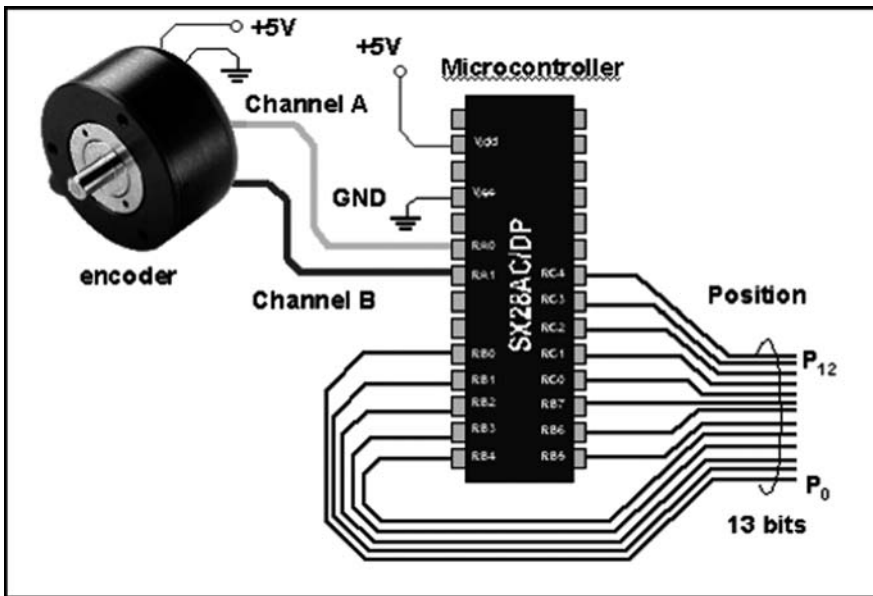 +5V
+5V
Microcontroller
Channel A
Vdd
GND
Vss
RA0
encoder
RA1
RC4
Channel B
RC3
Position
SX28AC/DP
RC2
RB0
RC1
P12
RB1
RC0
RB2
RB7
RB3
RB6
RB4
RB5
P0
13 bits